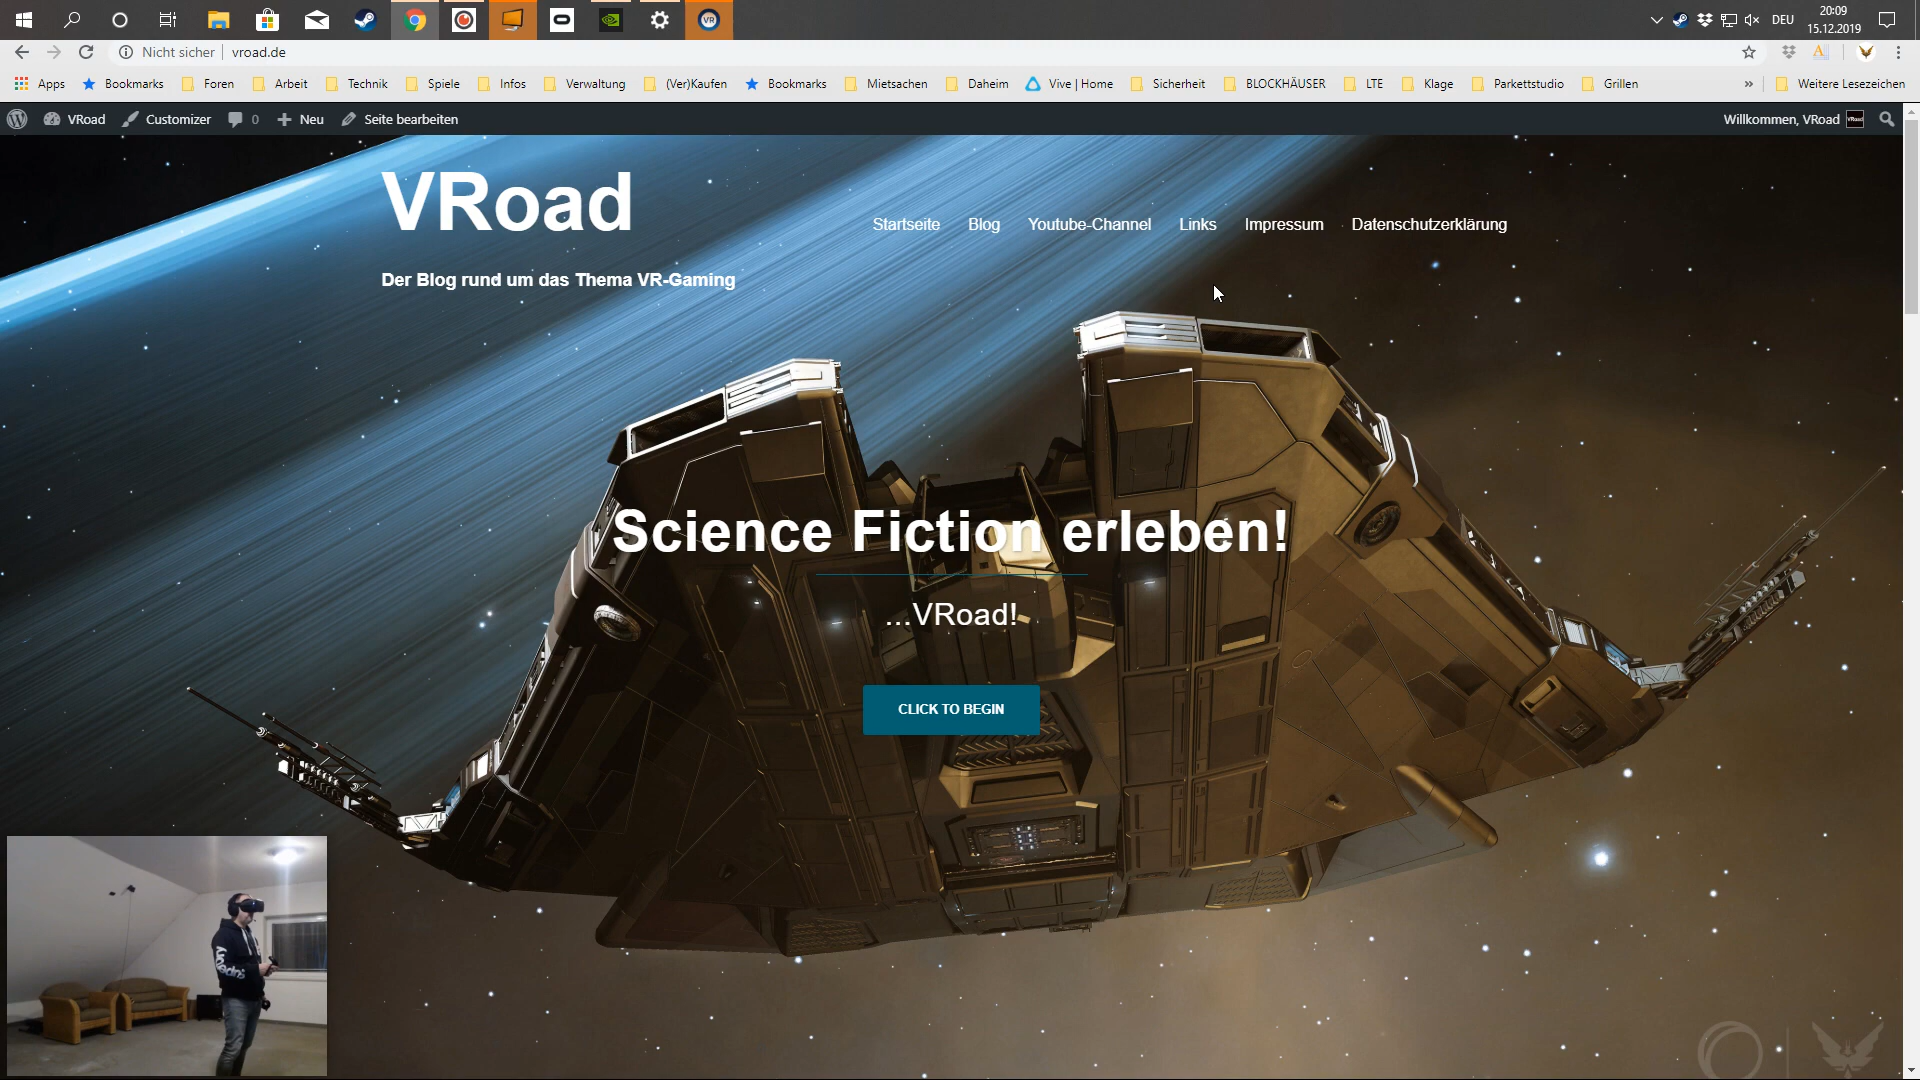 DEU
20:09
15.12.2019
Nicht sicher
vroad.de
Apps
Bookmarks
Foren
Arbeit
Technik
Spiele
Infos
Verwaltung
(Ver)Kaufen
Bookmarks
Mietsachen
Daheim
Vive | Home
Sicherheit
BLOCKHÄUSER
LTE
Klage
Parkettstudio
Grillen
»
Weitere Lesezeichen
VRoad
Customizer
0
Neu
Seite bearbeiten
Willkommen, VRoad
VRoad
Startseite
Blog
Youtube-Channel
Links
Impressum
Datenschutzerklärung
Der Blog rund um das Thema VR-Gaming
Science Fiction erleben!
...VRoad!
CLICK TO BEGIN